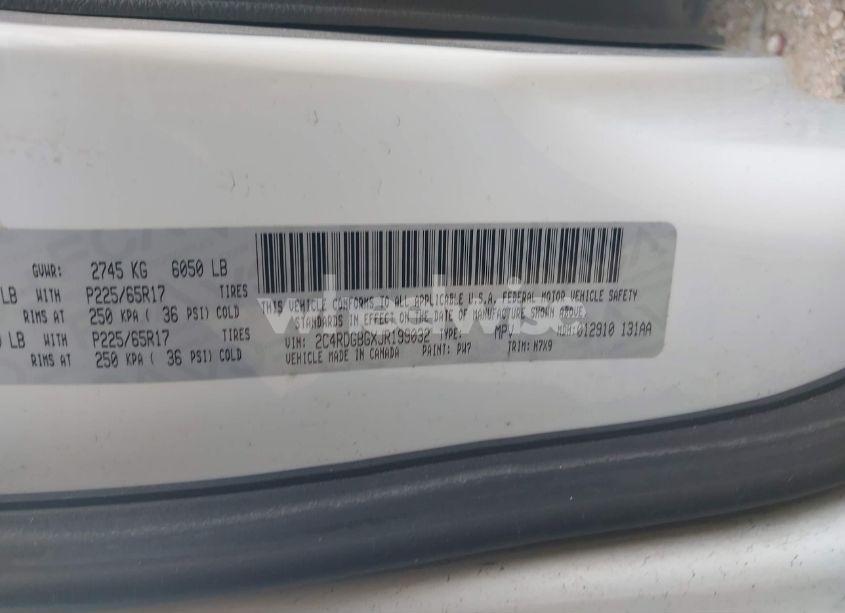 GVWR: 2745 KG 6050 LB
LB WITH P225/65R17 TIRES
RIMS AT 250 KPA ( 36 PSI) COLD
LB WITH P225/65R17 TIRES
RIMS AT 250 KPA ( 36 PSI) COLD
THIS VEHICLE CONFORMS TO ALL APPLICABLE U.S.A. FEDERAL MOTOR VEHICLE SAFETY
STANDARDS IN EFFECT ON THE DATE OF MANUFACTURE SHOWN ABOVE.
VIN: 2C4RDGBGXJR199032 TYPE: MPV MDH: 012910 131AA
VEHICLE MADE IN CANADA PAINT: PW7 TRIM: M7X9
wheelwise